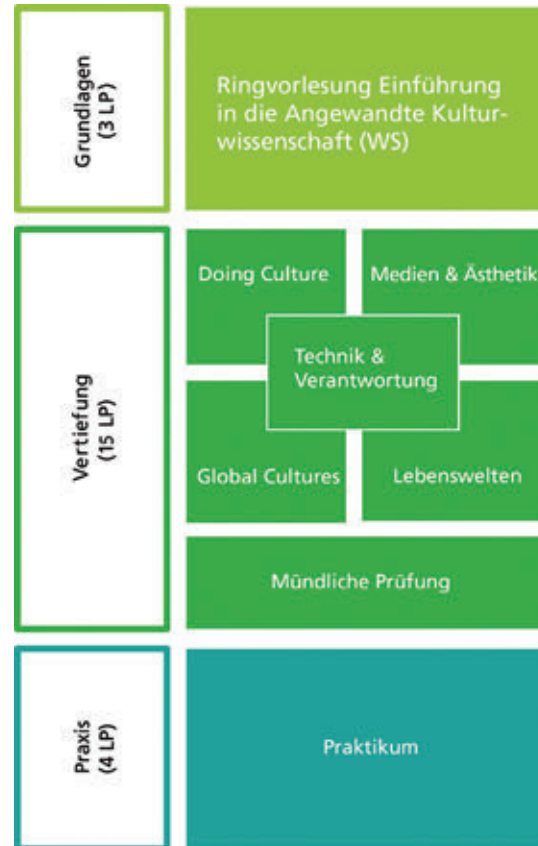 Grundlagen
(3 LP)
Ringvorlesung Einführung
in die Angewandte Kultur-
wissenschaft (WS)
Vertiefung
(15 LP)
Doing Culture
Medien & Ästhetik
Technik &
Verantwortung
Global Cultures
Lebenswelten
Mündliche Prüfung
Praxis
(4 LP)
Praktikum